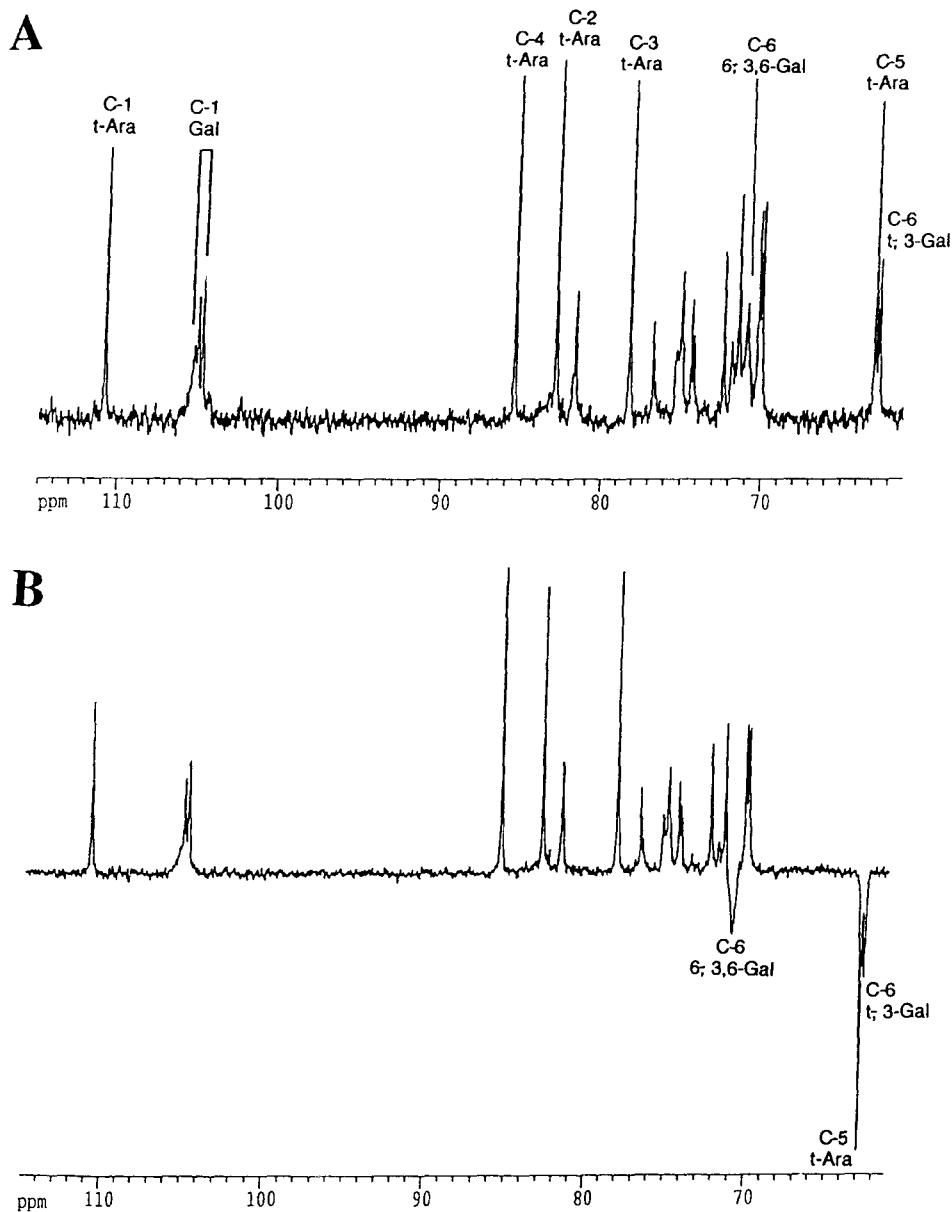 A
C-1
t-Ara
C-1
Gal
C-4
t-Ara
C-2
t-Ara
C-3
t-Ara
C-6
6-, 3,6-Gal
C-5
t-Ara
C-6
t-, 3-Gal
ppm 110 100 90 80 70
B
C-6
6-, 3,6-Gal
C-6
t-, 3-Gal
C-5
t-Ara
ppm 110 100 90 80 70